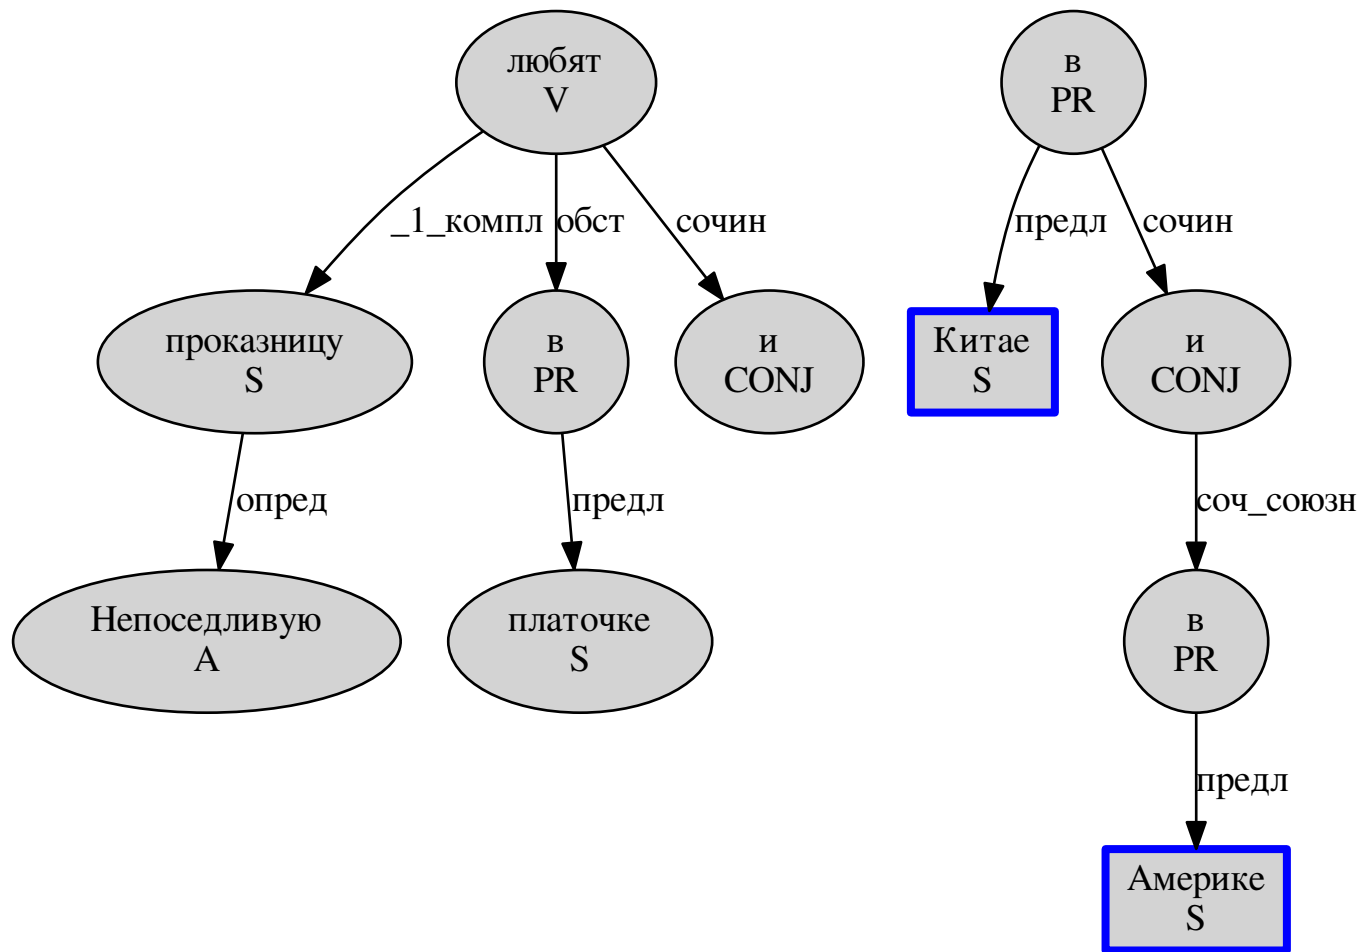 любят
V
в
PR
_1_компл
обст
сочин
предл
сочин
проказницу
S
в
PR
и
CONJ
Китае
S
и
CONJ
опред
предл
соч_союзн
Непоседливую
A
платочке
S
в
PR
предл
Америке
S